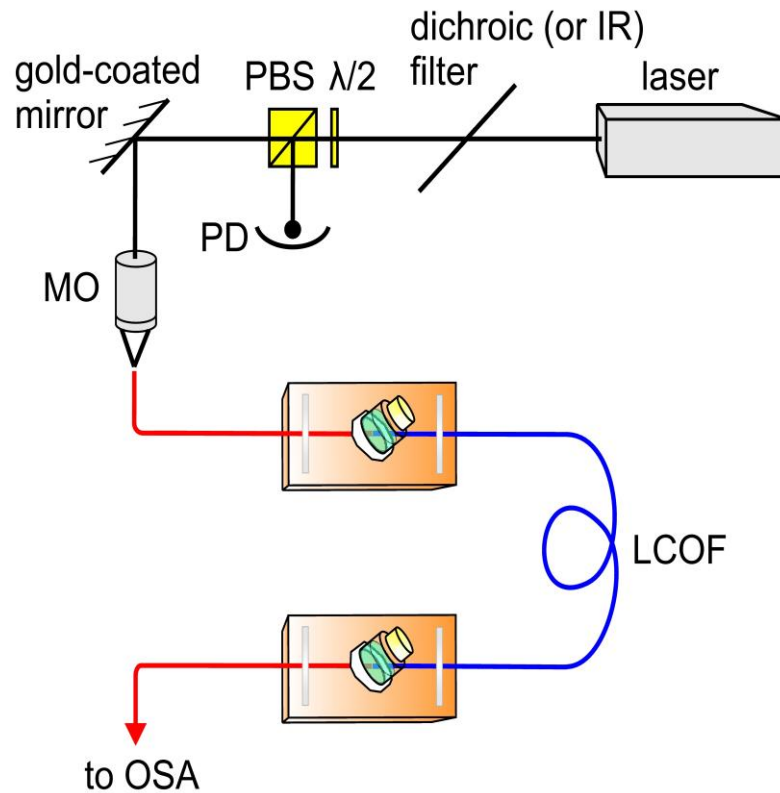 dichroic (or IR)
filter
gold-coated
mirror
PBS λ/2
laser
PD
MO
LCOF
to OSA